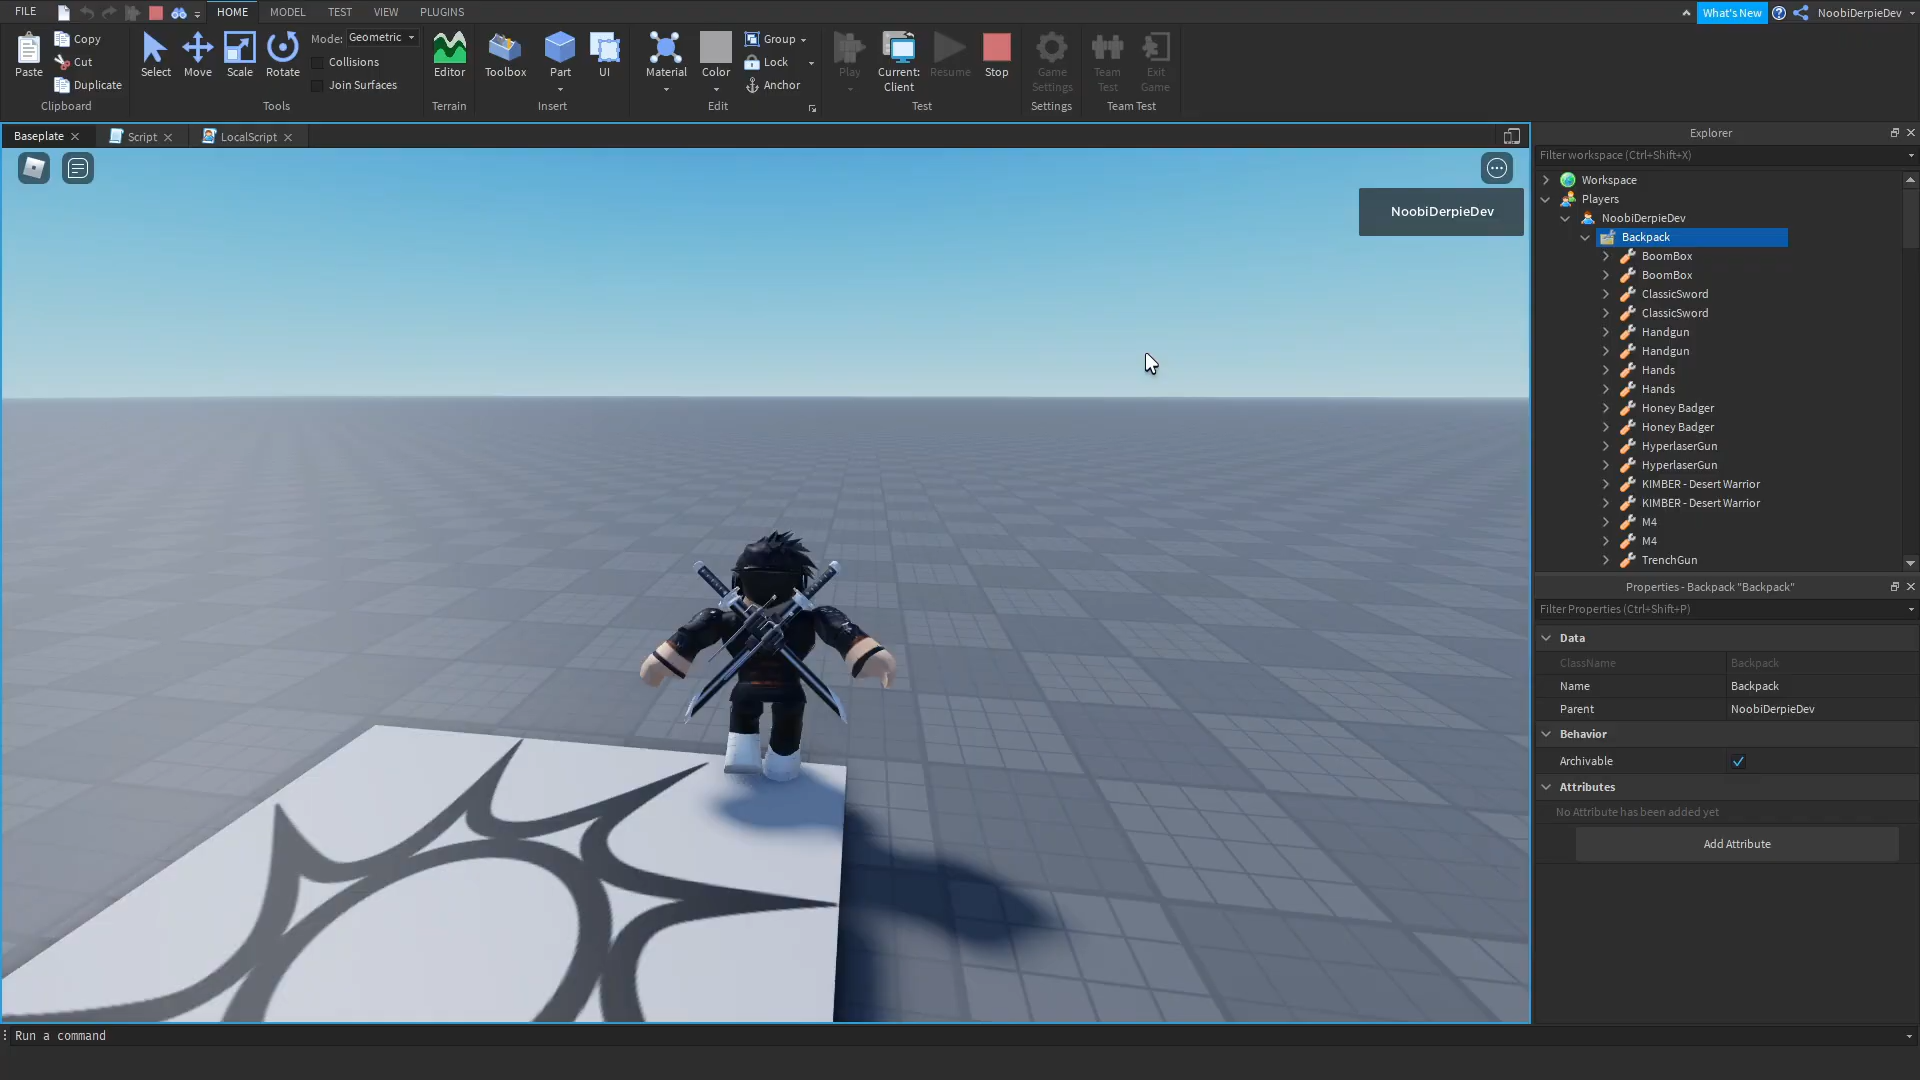 FILE
HOME
MODEL
TEST
VIEW
PLUGINS
What's New
NoobiDerpieDev
Paste
Copy
Cut
Duplicate
Clipboard
Select
Move
Scale
Rotate
Mode: Geometric
Collisions
Join Surfaces
Tools
Editor
Terrain
Toolbox
Part
UI
Insert
Material
Color
Group
Lock
Anchor
Edit
Play
Current:
Client
Resume
Stop
Test
Game
Settings
Settings
Team
Test
Exit
Game
Team Test
Baseplate
Script
LocalScript
NoobiDerpieDev
Explorer
Filter workspace (Ctrl+Shift+X)
Workspace
Players
NoobiDerpieDev
Backpack
BoomBox
BoomBox
ClassicSword
ClassicSword
Handgun
Handgun
Hands
Hands
Honey Badger
Honey Badger
HyperlaserGun
HyperlaserGun
KIMBER - Desert Warrior
KIMBER - Desert Warrior
M4
M4
TrenchGun
Properties - Backpack "Backpack"
Filter Properties (Ctrl+Shift+P)
Data
ClassName Backpack
Name Backpack
Parent NoobiDerpieDev
Behavior
Archivable
Attributes
No Attribute has been added yet
Add Attribute
Run a command